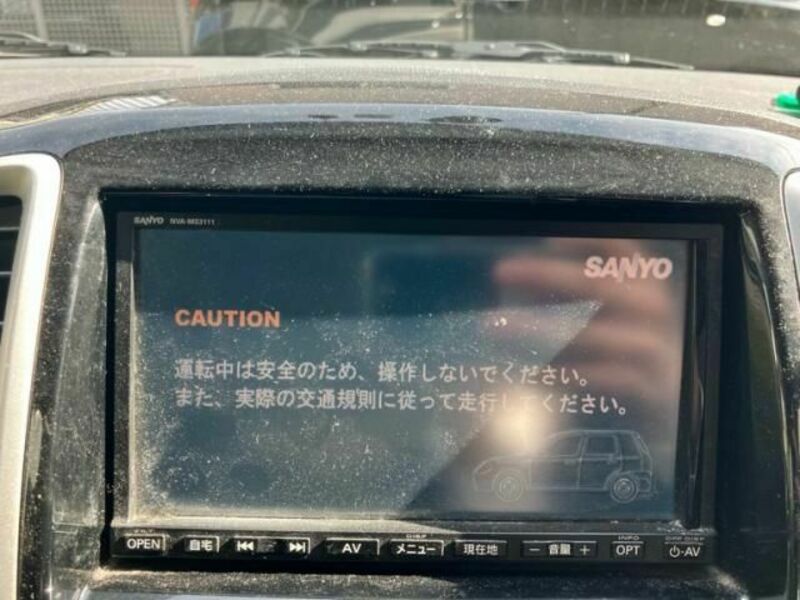 SANYO NVA-MS3111
SANYO
CAUTION
運転中は安全のため、操作しないでください。
また、実際の交通規則に従って走行してください。
DISP INFO OFF DISP
OPEN 自宅 AV メニュー 現在地 － 音量 ＋ OPT ⏻·AV